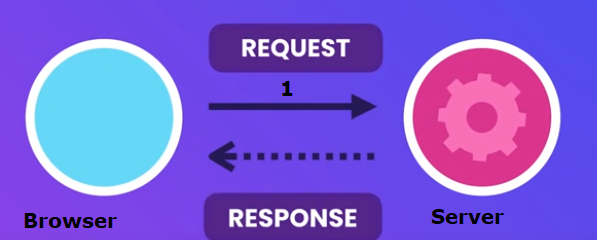 REQUEST
1
RESPONSE
Browser
Server